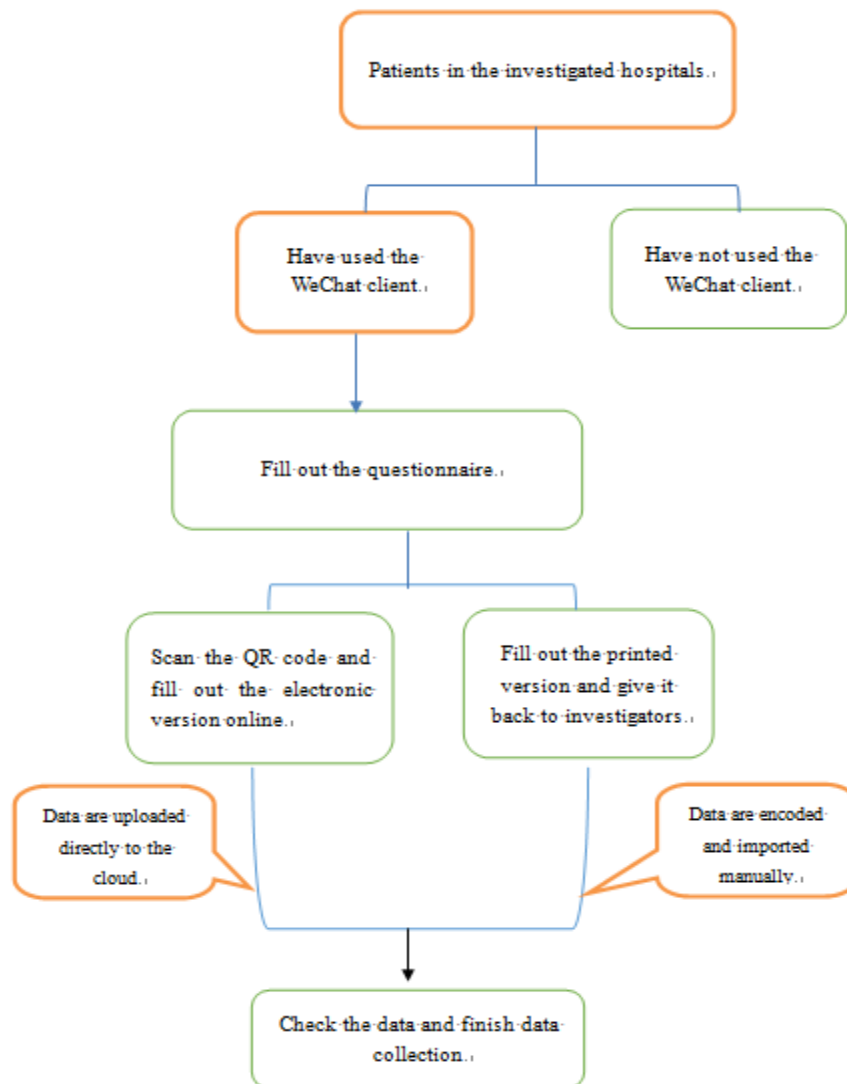 Patients in the investigated hospitals.
Have used the
WeChat client.
Have not used the
WeChat client.
Fill out the questionnaire.
Scan the QR code and
fill out the electronic
version online.
Fill out the printed
version and give it
back to investigators.
Data are uploaded
directly to the
cloud.
Data are encoded
and imported
manually.
Check the data and finish data
collection.